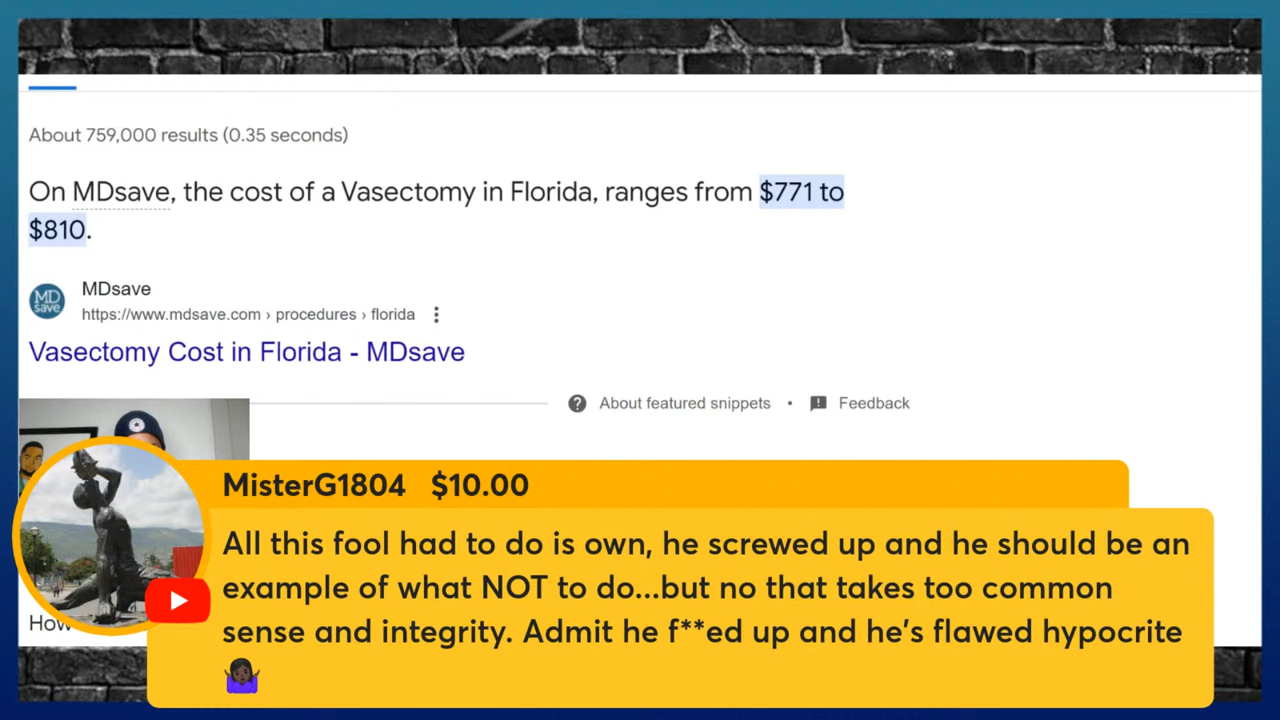 About 759,000 results (0.35 seconds)
On MDsave, the cost of a Vasectomy in Florida, ranges from $771 to
$810.
MD
save
MDsave
https://www.mdsave.com › procedures › florida
Vasectomy Cost in Florida - MDsave
About featured snippets • Feedback
MisterG1804 $10.00
All this fool had to do is own, he screwed up and he should be an
example of what NOT to do...but no that takes too common
sense and integrity. Admit he f**ed up and he's flawed hypocrite
🤷🏿‍♀️